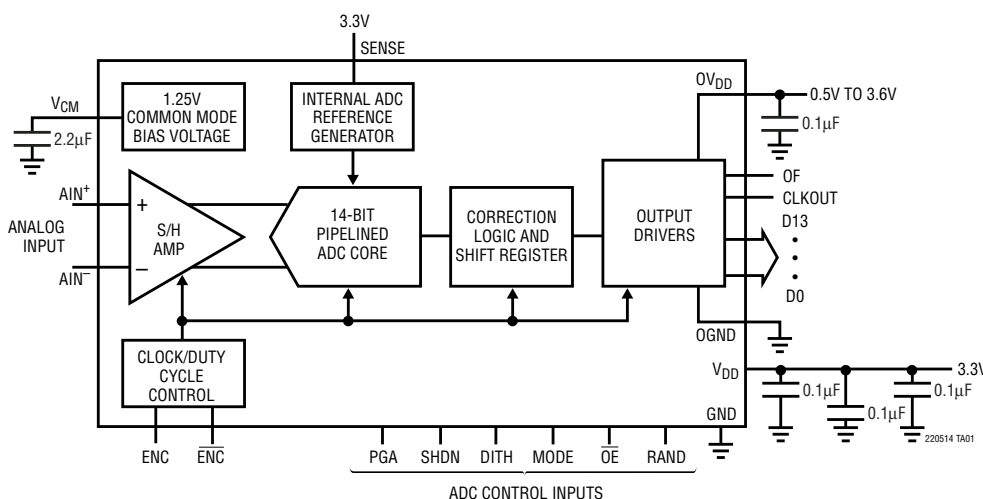 3.3V
SENSE
OVDD
0.5V TO 3.6V
0.1µF
VCM
2.2µF
1.25V
COMMON MODE
BIAS VOLTAGE
INTERNAL ADC
REFERENCE
GENERATOR
OF
CLKOUT
D13
•
•
•
D0
AIN+
ANALOG
INPUT
AIN−
+
−
S/H
AMP
14-BIT
PIPELINED
ADC CORE
CORRECTION
LOGIC AND
SHIFT REGISTER
OUTPUT
DRIVERS
OGND
CLOCK/DUTY
CYCLE
CONTROL
VDD
3.3V
0.1µF
0.1µF
0.1µF
GND
220514 TA01
ENC
E̅N̅C̅
PGA
SHDN
DITH
MODE
O̅E̅
RAND
ADC CONTROL INPUTS